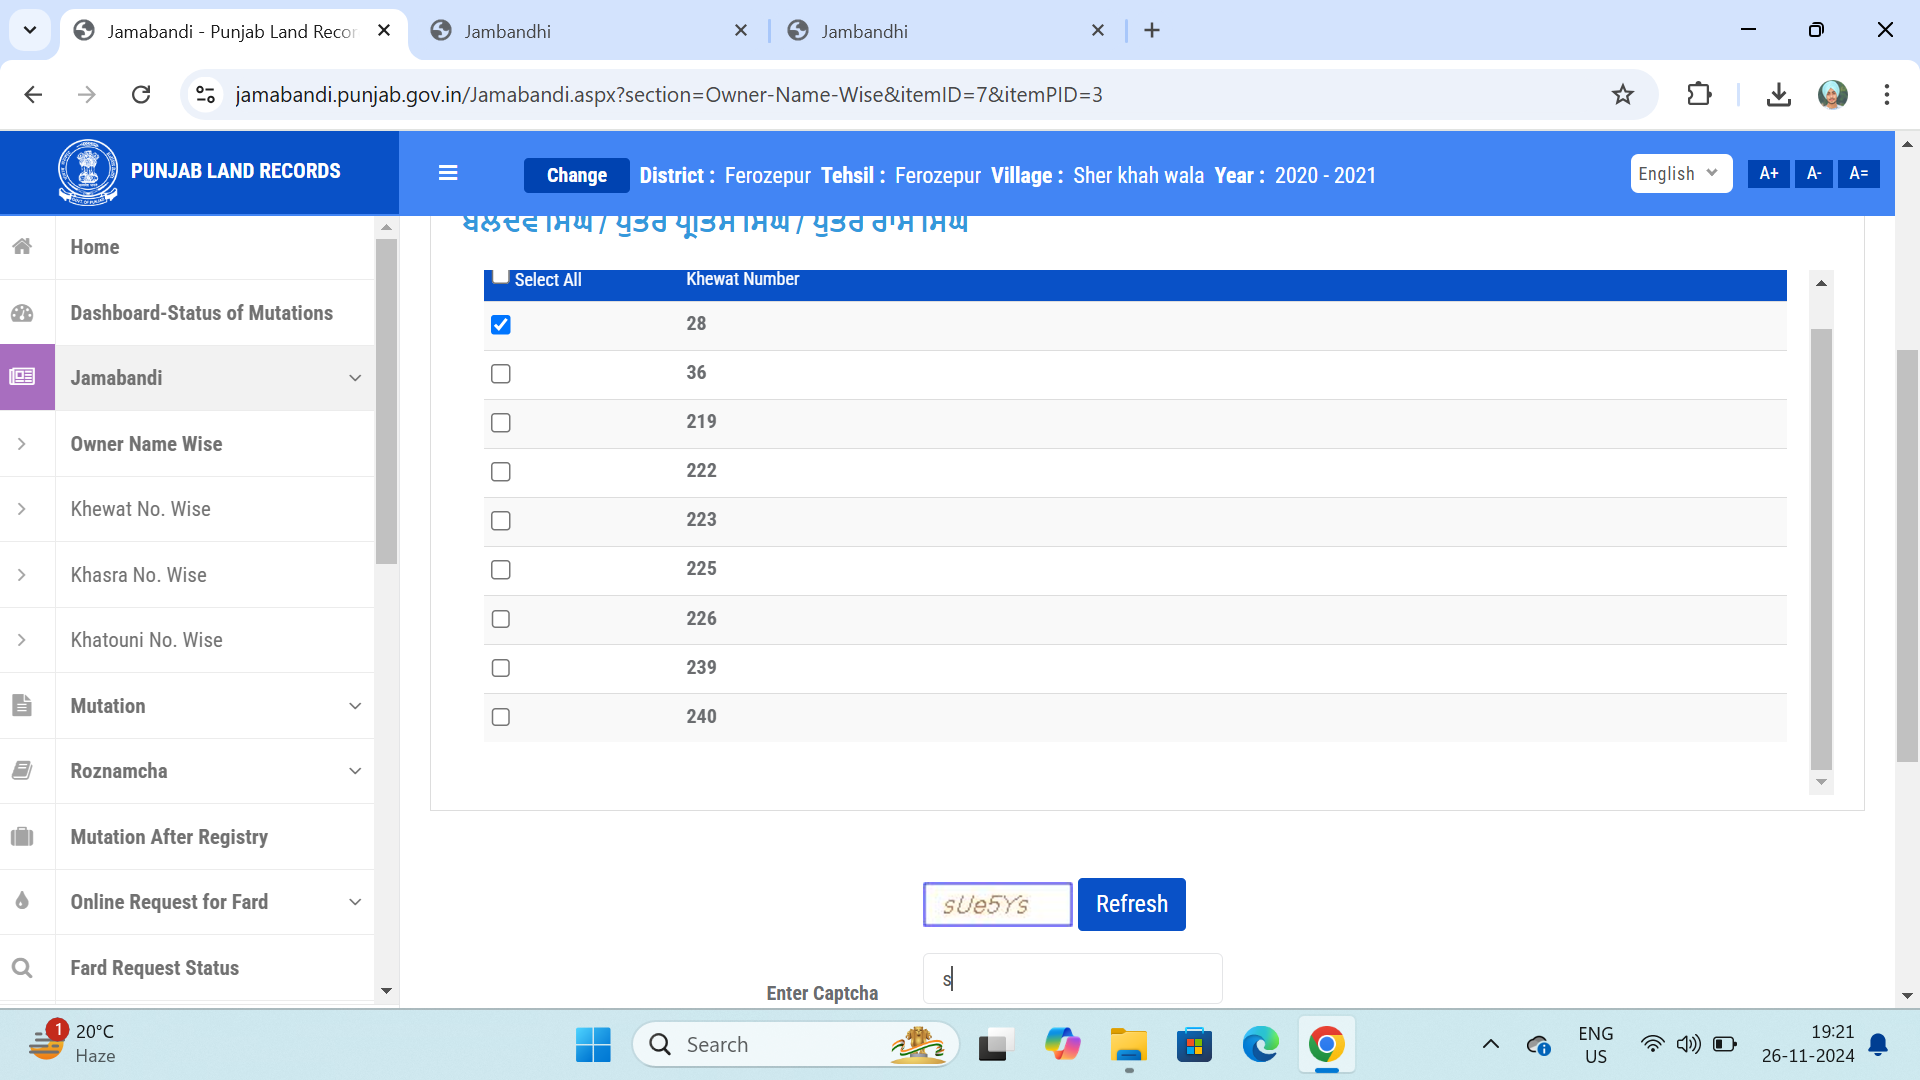 Jamabandi - Punjab Land Recor
Jambandhi
Jambandhi
jamabandi.punjab.gov.in/Jamabandi.aspx?section=Owner-Name-Wise&itemID=7&itemPID=3
PUNJAB LAND RECORDS
Change District : Ferozepur Tehsil : Ferozepur Village : Sher khah wala Year : 2020 - 2021
English
A+ A- A=
ਬਲਦੇਵ ਸਿੰਘ / ਪੁੱਤਰ ਪ੍ਰੀਤਮ ਸਿੰਘ / ਪੁੱਤਰ ਰਾਮ ਸਿੰਘ
Home
Dashboard-Status of Mutations
Jamabandi
Owner Name Wise
Khewat No. Wise
Khasra No. Wise
Khatouni No. Wise
Mutation
Roznamcha
Mutation After Registry
Online Request for Fard
Fard Request Status
Select All Khewat Number
28
36
219
222
223
225
226
239
240
sUe5Ys Refresh
Enter Captcha s
1
20°C
Haze
Search
ENG
US
19:21
26-11-2024